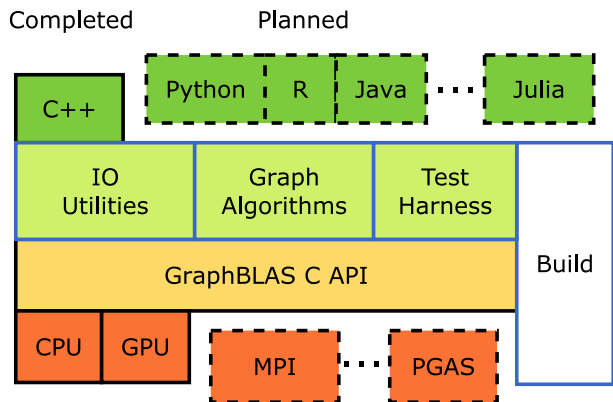 Completed
Planned
C++
Python
R
Java
Julia
IO
Utilities
Graph
Algorithms
Test
Harness
Build
GraphBLAS C API
CPU
GPU
MPI
PGAS